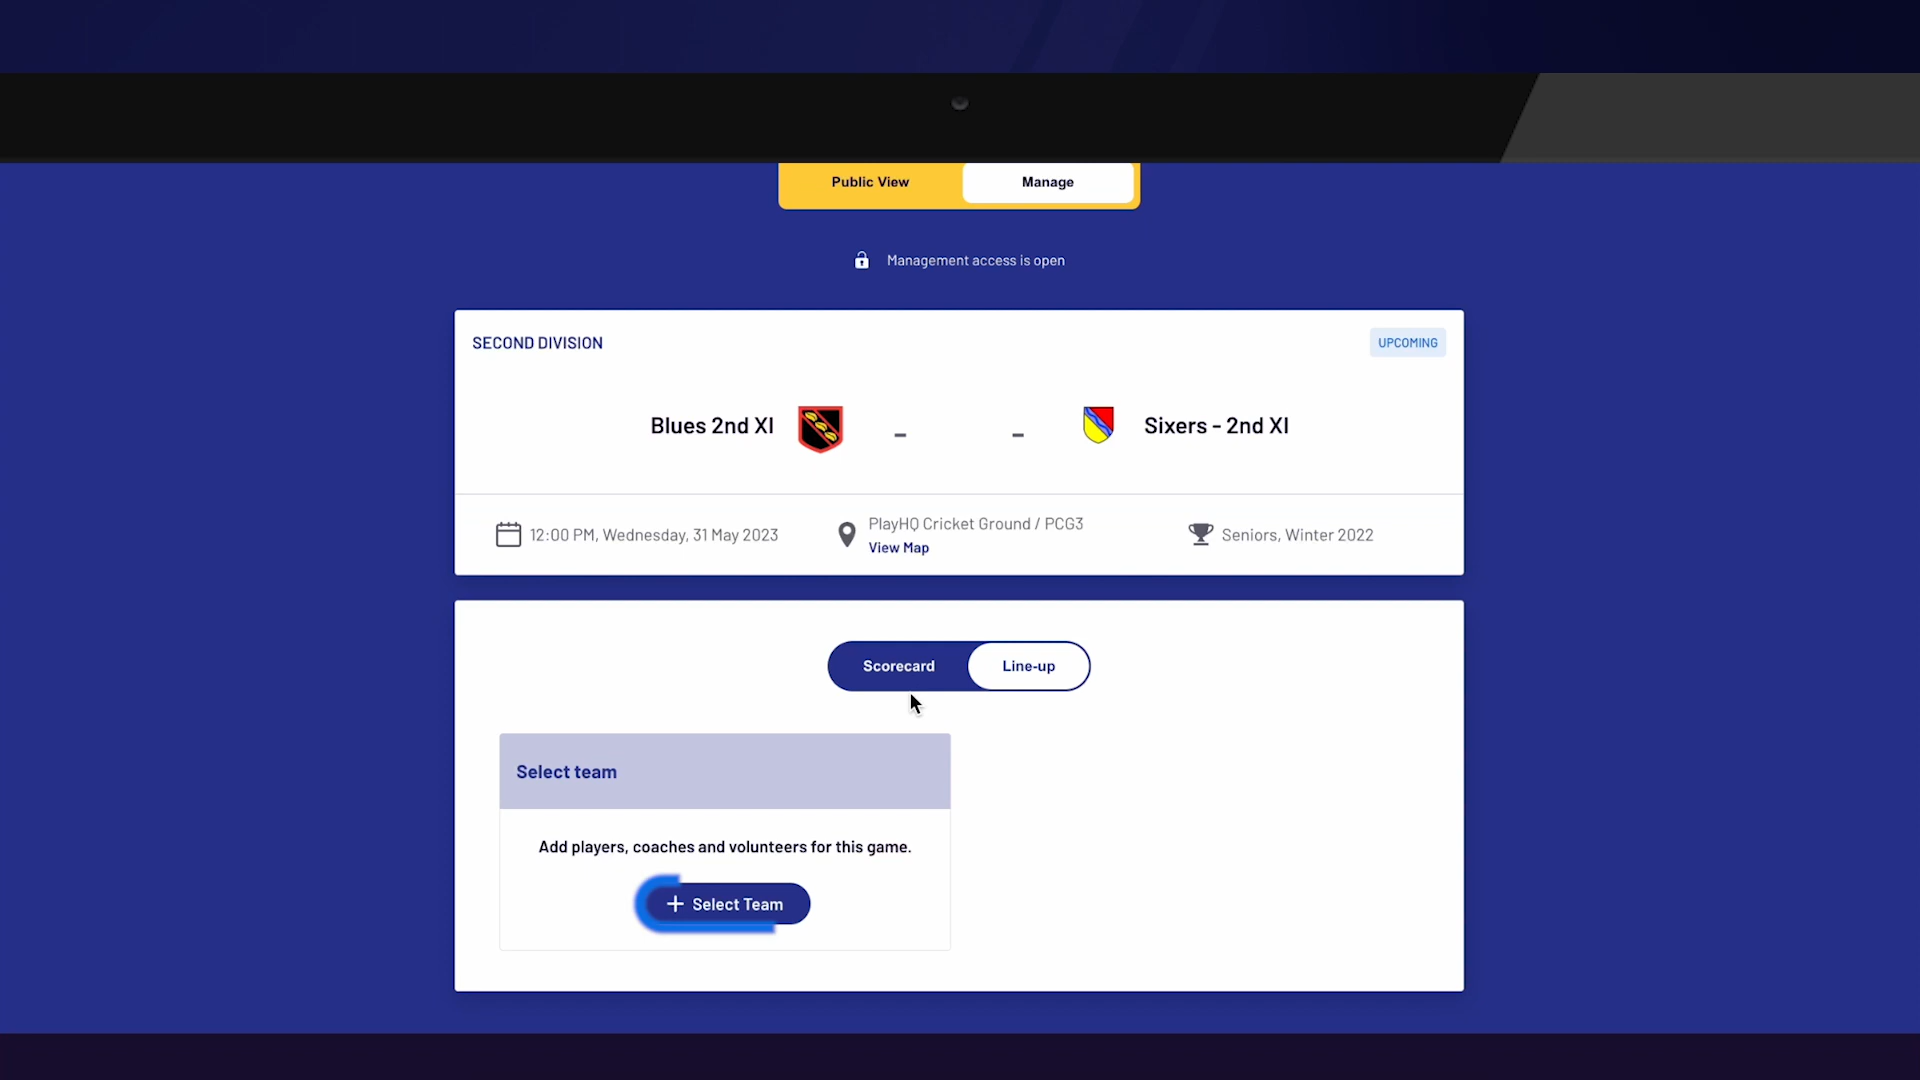 Public View
Manage
Management access is open
SECOND DIVISION
UPCOMING
Blues 2nd XI
-
-
Sixers - 2nd XI
12:00 PM, Wednesday, 31 May 2023
PlayHQ Cricket Ground / PCG3
View Map
Seniors, Winter 2022
Scorecard
Line-up
Select team
Add players, coaches and volunteers for this game.
+ Select Team